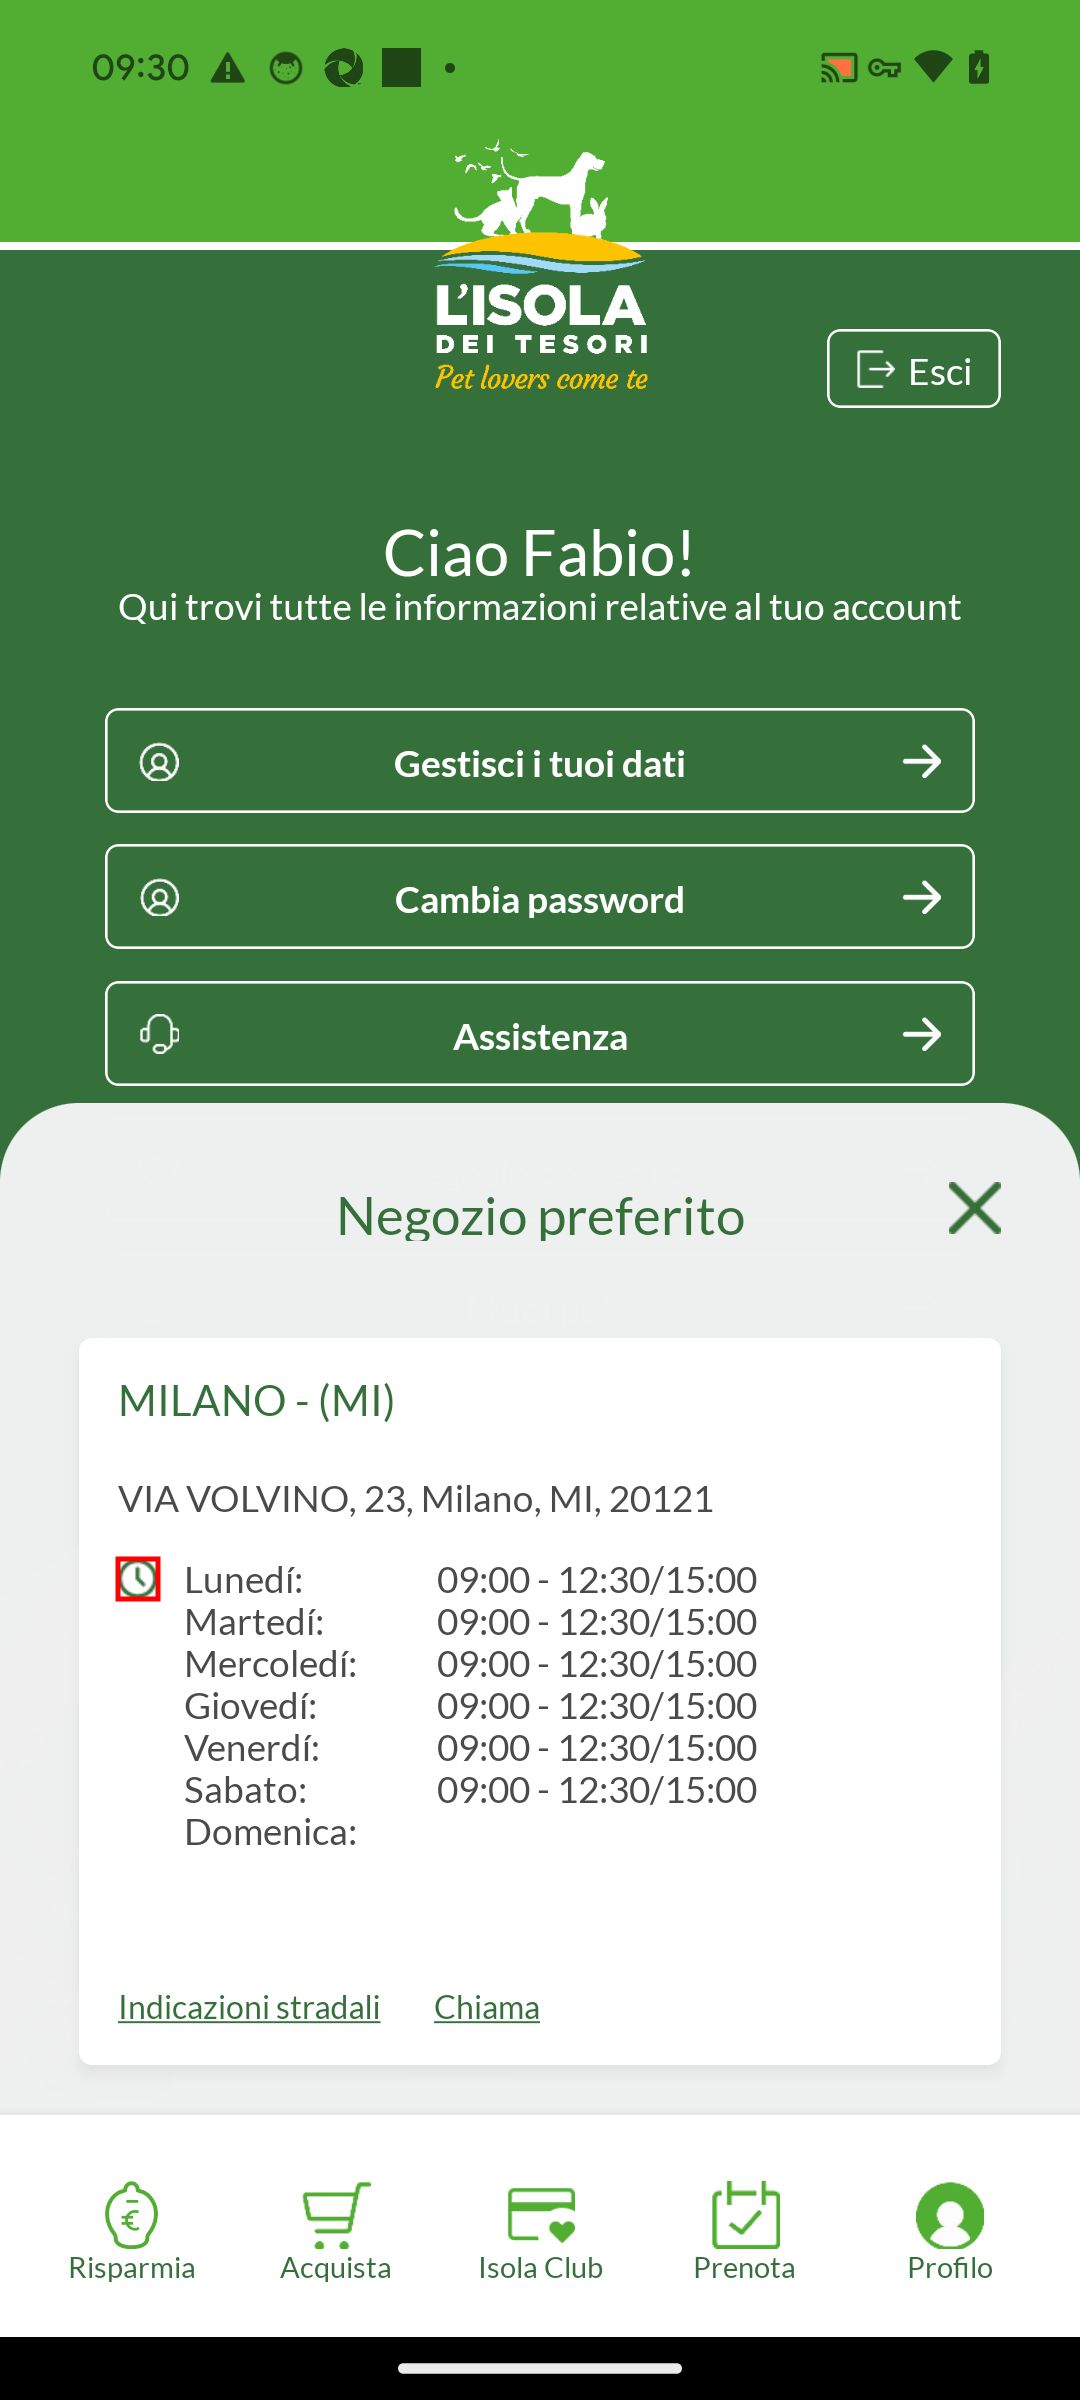 09:30
L'ISOLA
DEI TESORI
Pet lovers come te
Esci
Ciao Fabio!
Qui trovi tutte le informazioni relative al tuo account
Gestisci i tuoi dati
Cambia password
Assistenza
Negozio preferito
MILANO - (MI)
VIA VOLVINO, 23, Milano, MI, 20121
Lunedí: 09:00 - 12:30/15:00
Martedí: 09:00 - 12:30/15:00
Mercoledí: 09:00 - 12:30/15:00
Giovedí: 09:00 - 12:30/15:00
Venerdí: 09:00 - 12:30/15:00
Sabato: 09:00 - 12:30/15:00
Domenica:
Indicazioni stradali Chiama
Risparmia Acquista Isola Club Prenota Profilo